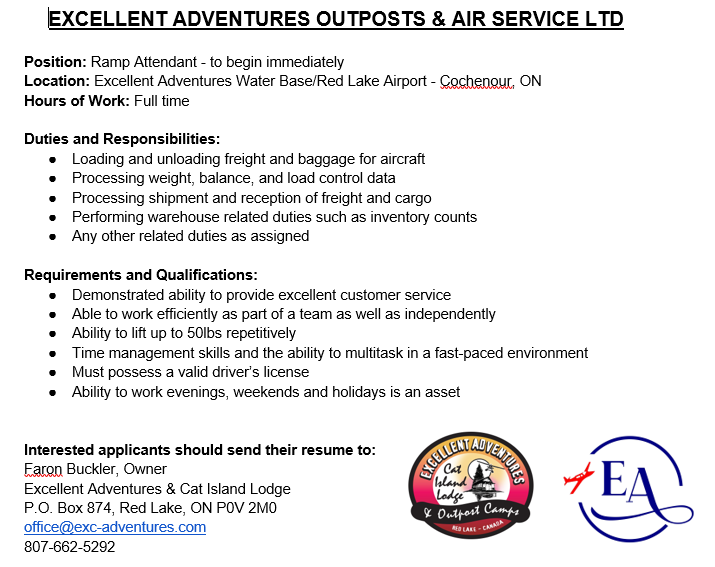 EXCELLENT ADVENTURES OUTPOSTS & AIR SERVICE LTD
Position: Ramp Attendant - to begin immediately
Location: Excellent Adventures Water Base/Red Lake Airport - Cochenour, ON
Hours of Work: Full time
Duties and Responsibilities:
● Loading and unloading freight and baggage for aircraft
● Processing weight, balance, and load control data
● Processing shipment and reception of freight and cargo
● Performing warehouse related duties such as inventory counts
● Any other related duties as assigned
Requirements and Qualifications:
● Demonstrated ability to provide excellent customer service
● Able to work efficiently as part of a team as well as independently
● Ability to lift up to 50lbs repetitively
● Time management skills and the ability to multitask in a fast-paced environment
● Must possess a valid driver's license
● Ability to work evenings, weekends and holidays is an asset
Interested applicants should send their resume to:
Faron Buckler, Owner
Excellent Adventures & Cat Island Lodge
P.O. Box 874, Red Lake, ON P0V 2M0
office@exc-adventures.com
807-662-5292
EXCELLENT ADVENTURES
Cat
Island
Lodge
& Outpost Camps
RED LAKE - CANADA
EA